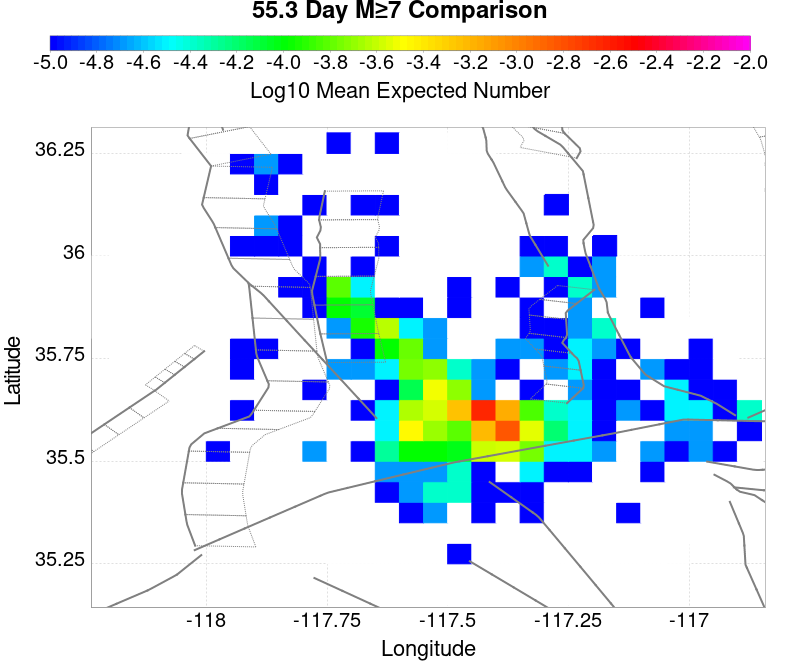 55.3 Day M≥7 Comparison
-5.0 -4.8 -4.6 -4.4 -4.2 -4.0 -3.8 -3.6 -3.4 -3.2 -3.0 -2.8 -2.6 -2.4 -2.2 -2.0
Log10 Mean Expected Number
36.25
36
35.75
35.5
35.25
Latitude
-118 -117.75 -117.5 -117.25 -117
Longitude